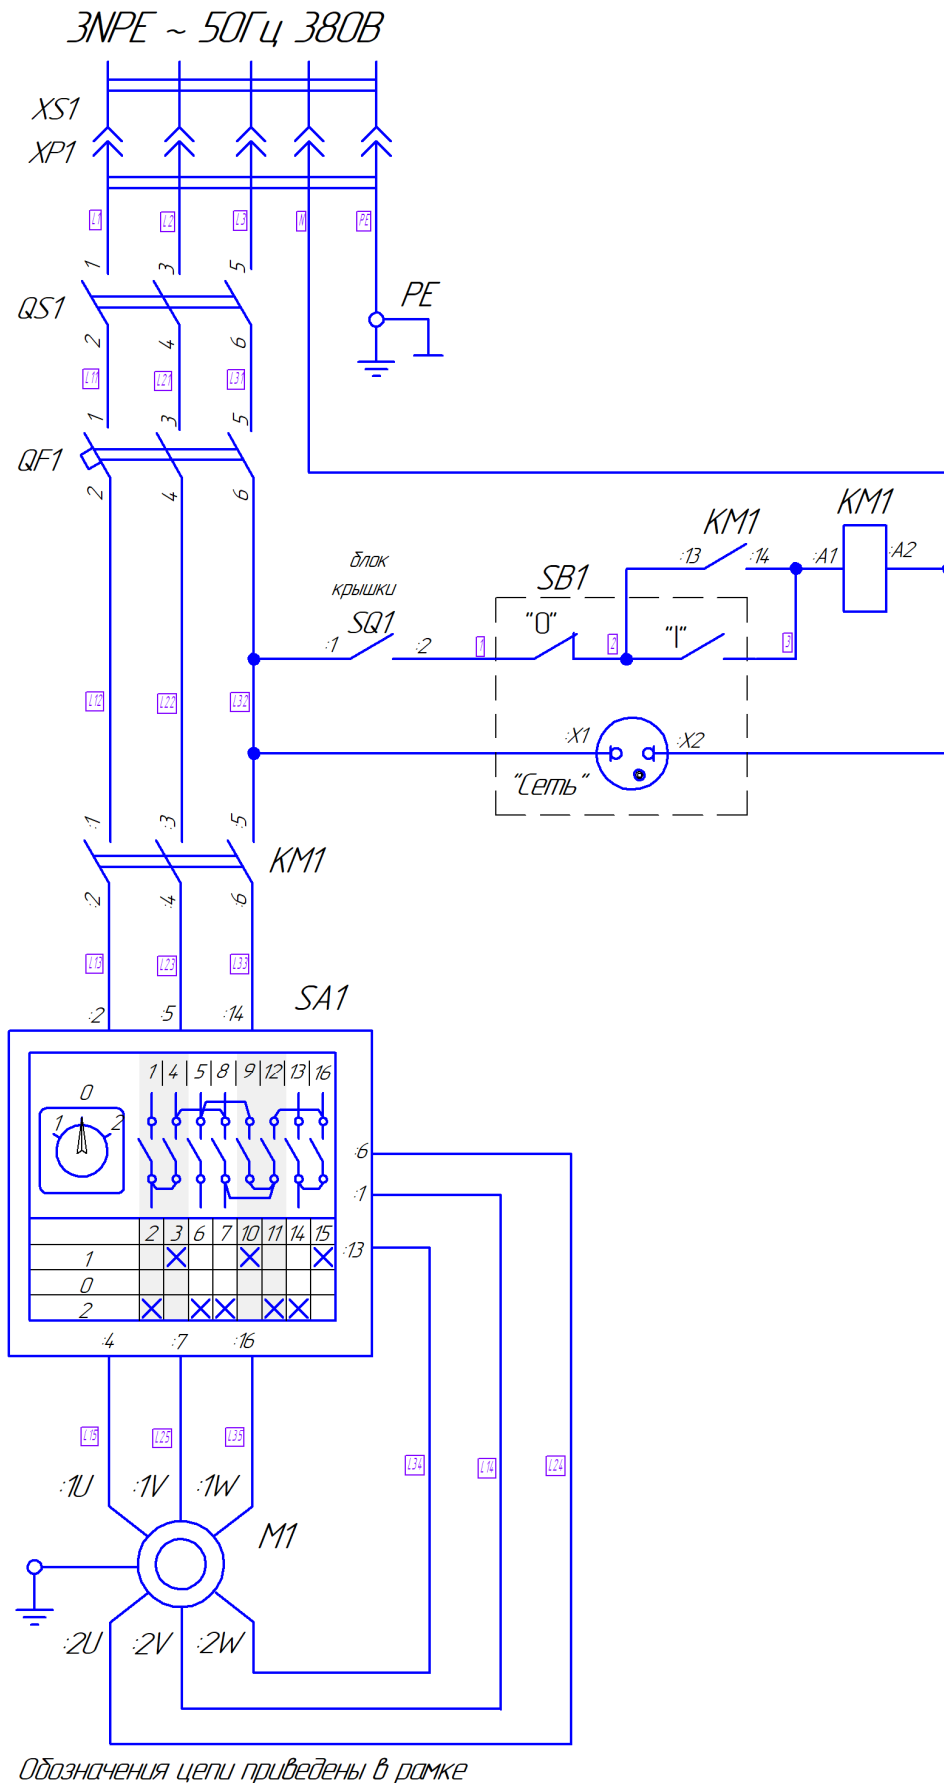 3NPE ~ 50Гц 380В
XS1
XP1
L1 L2 L3 N PE
1 3 5
QS1
PE
2 4 6
L11 L21 L31
1 3 5
QF1
2 4 6
KM1
KM1
:13 :14 :A1 :A2
блок
крышки
SQ1
:1 :2
SB1
"0"
"I"
1 2 3
L12 L22 L32
:X1 :X2
"Сеть"
:1 :3 :5
KM1
:2 :4 :6
L13 L23 L33
SA1
:2 :5 :14
1 4 5 8 9 12 13 16
0
1 2
:6
:1
:13
2 3 6 7 10 11 14 15
1
0
2
:4 :7 :16
L15 L25 L35
L34 L14 L24
:1U :1V :1W
M1
:2U :2V :2W
Обозначения цепи приведены в рамке